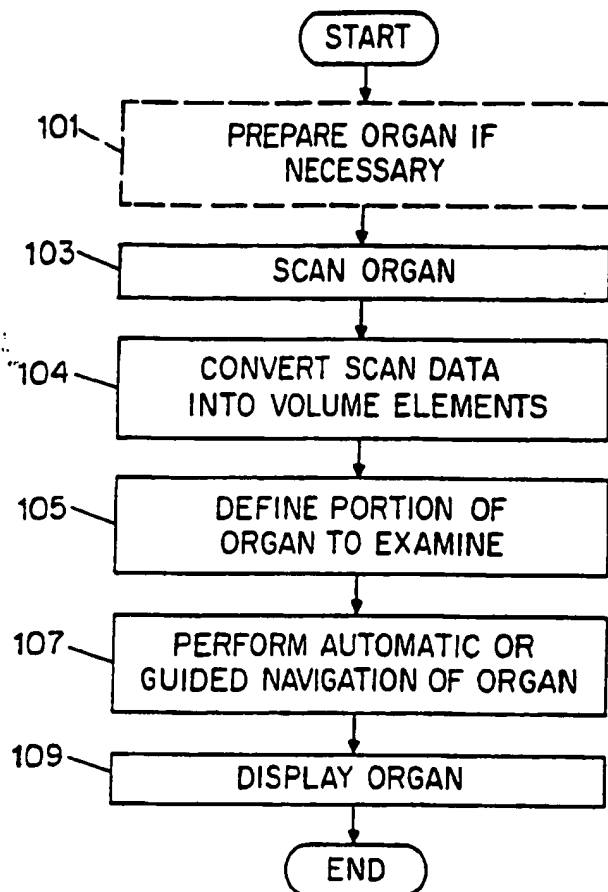 START
101
PREPARE ORGAN IF
NECESSARY
103
SCAN ORGAN
104
CONVERT SCAN DATA
INTO VOLUME ELEMENTS
105
DEFINE PORTION OF
ORGAN TO EXAMINE
107
PERFORM AUTOMATIC OR
GUIDED NAVIGATION OF ORGAN
109
DISPLAY ORGAN
END